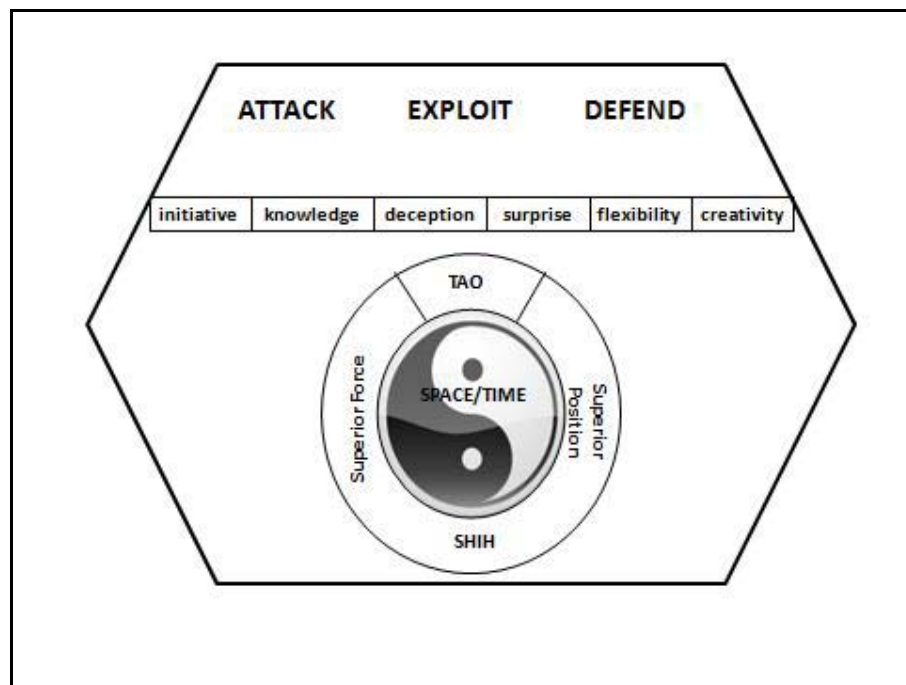 ATTACK EXPLOIT DEFEND
initiative knowledge deception surprise flexibility creativity
TAO
Superior Force
SPACE/TIME
Superior
Position
SHIH